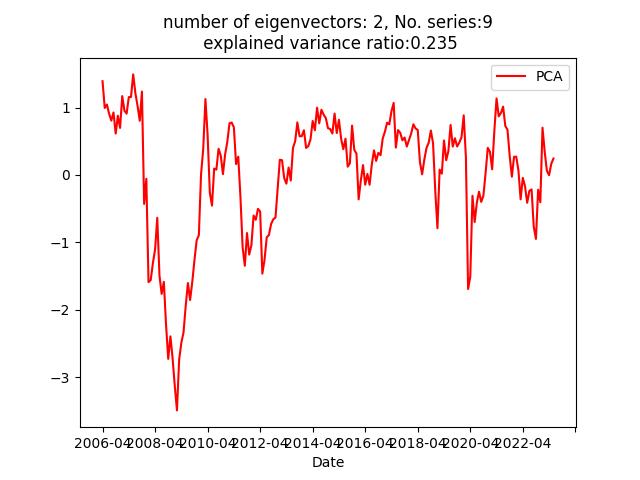 number of eigenvectors: 2, No. series:9
explained variance ratio:0.235
PCA
1
0
−1
−2
−3
2006-04 2008-04 2010-04 2012-04 2014-04 2016-04 2018-04 2020-04 2022-04
Date